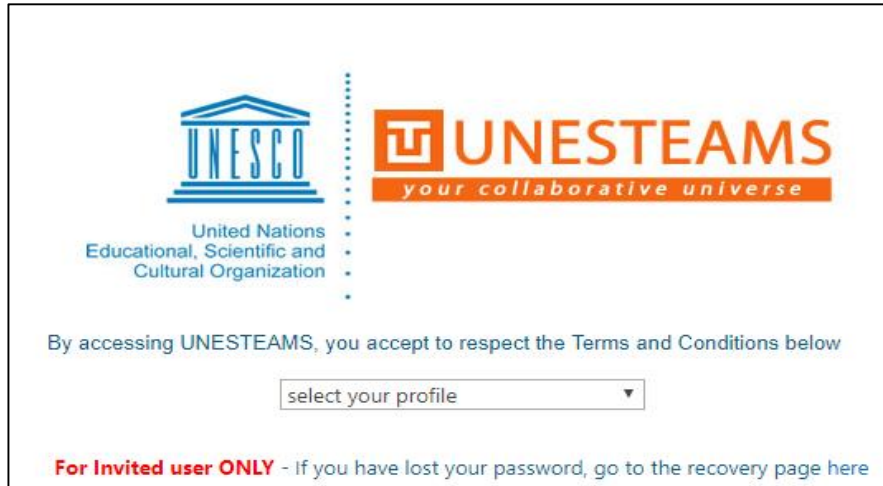 UNESCO
United Nations
Educational, Scientific and
Cultural Organization
UNESTEAMS
your collaborative universe
By accessing UNESTEAMS, you accept to respect the Terms and Conditions below
select your profile
For Invited user ONLY - If you have lost your password, go to the recovery page here